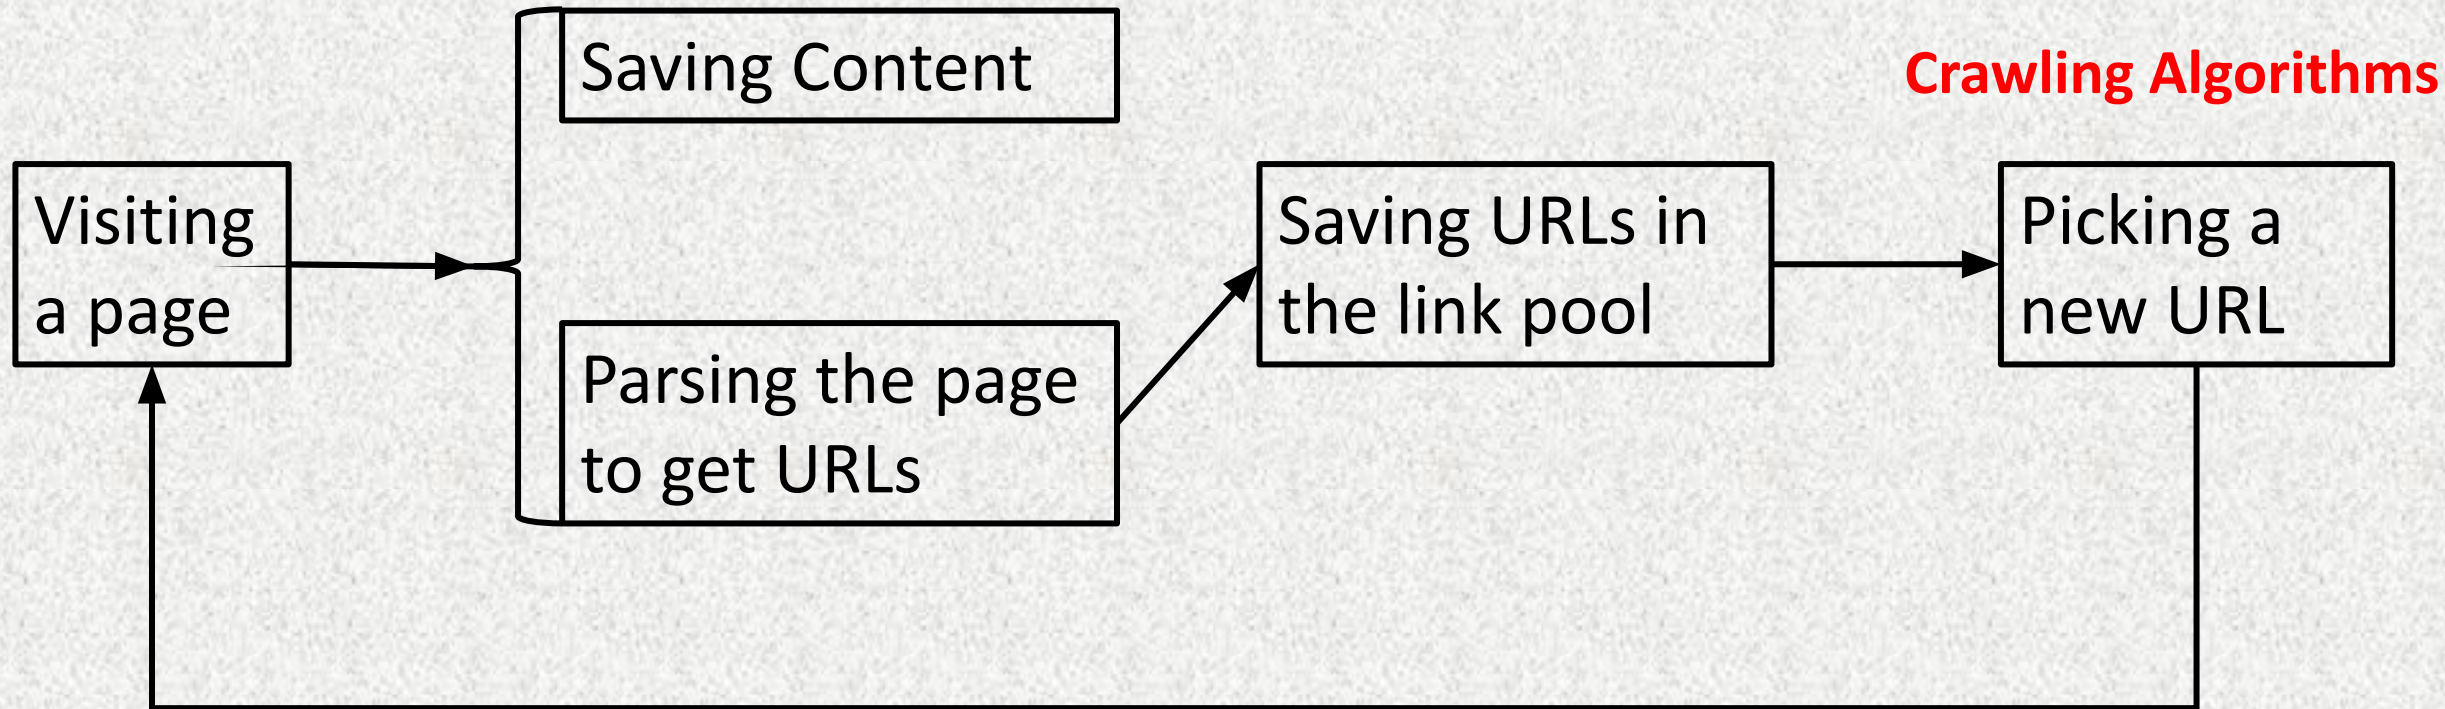 Saving Content
Crawling Algorithms
Visiting
a page
Parsing the page
to get URLs
Saving URLs in
the link pool
Picking a
new URL